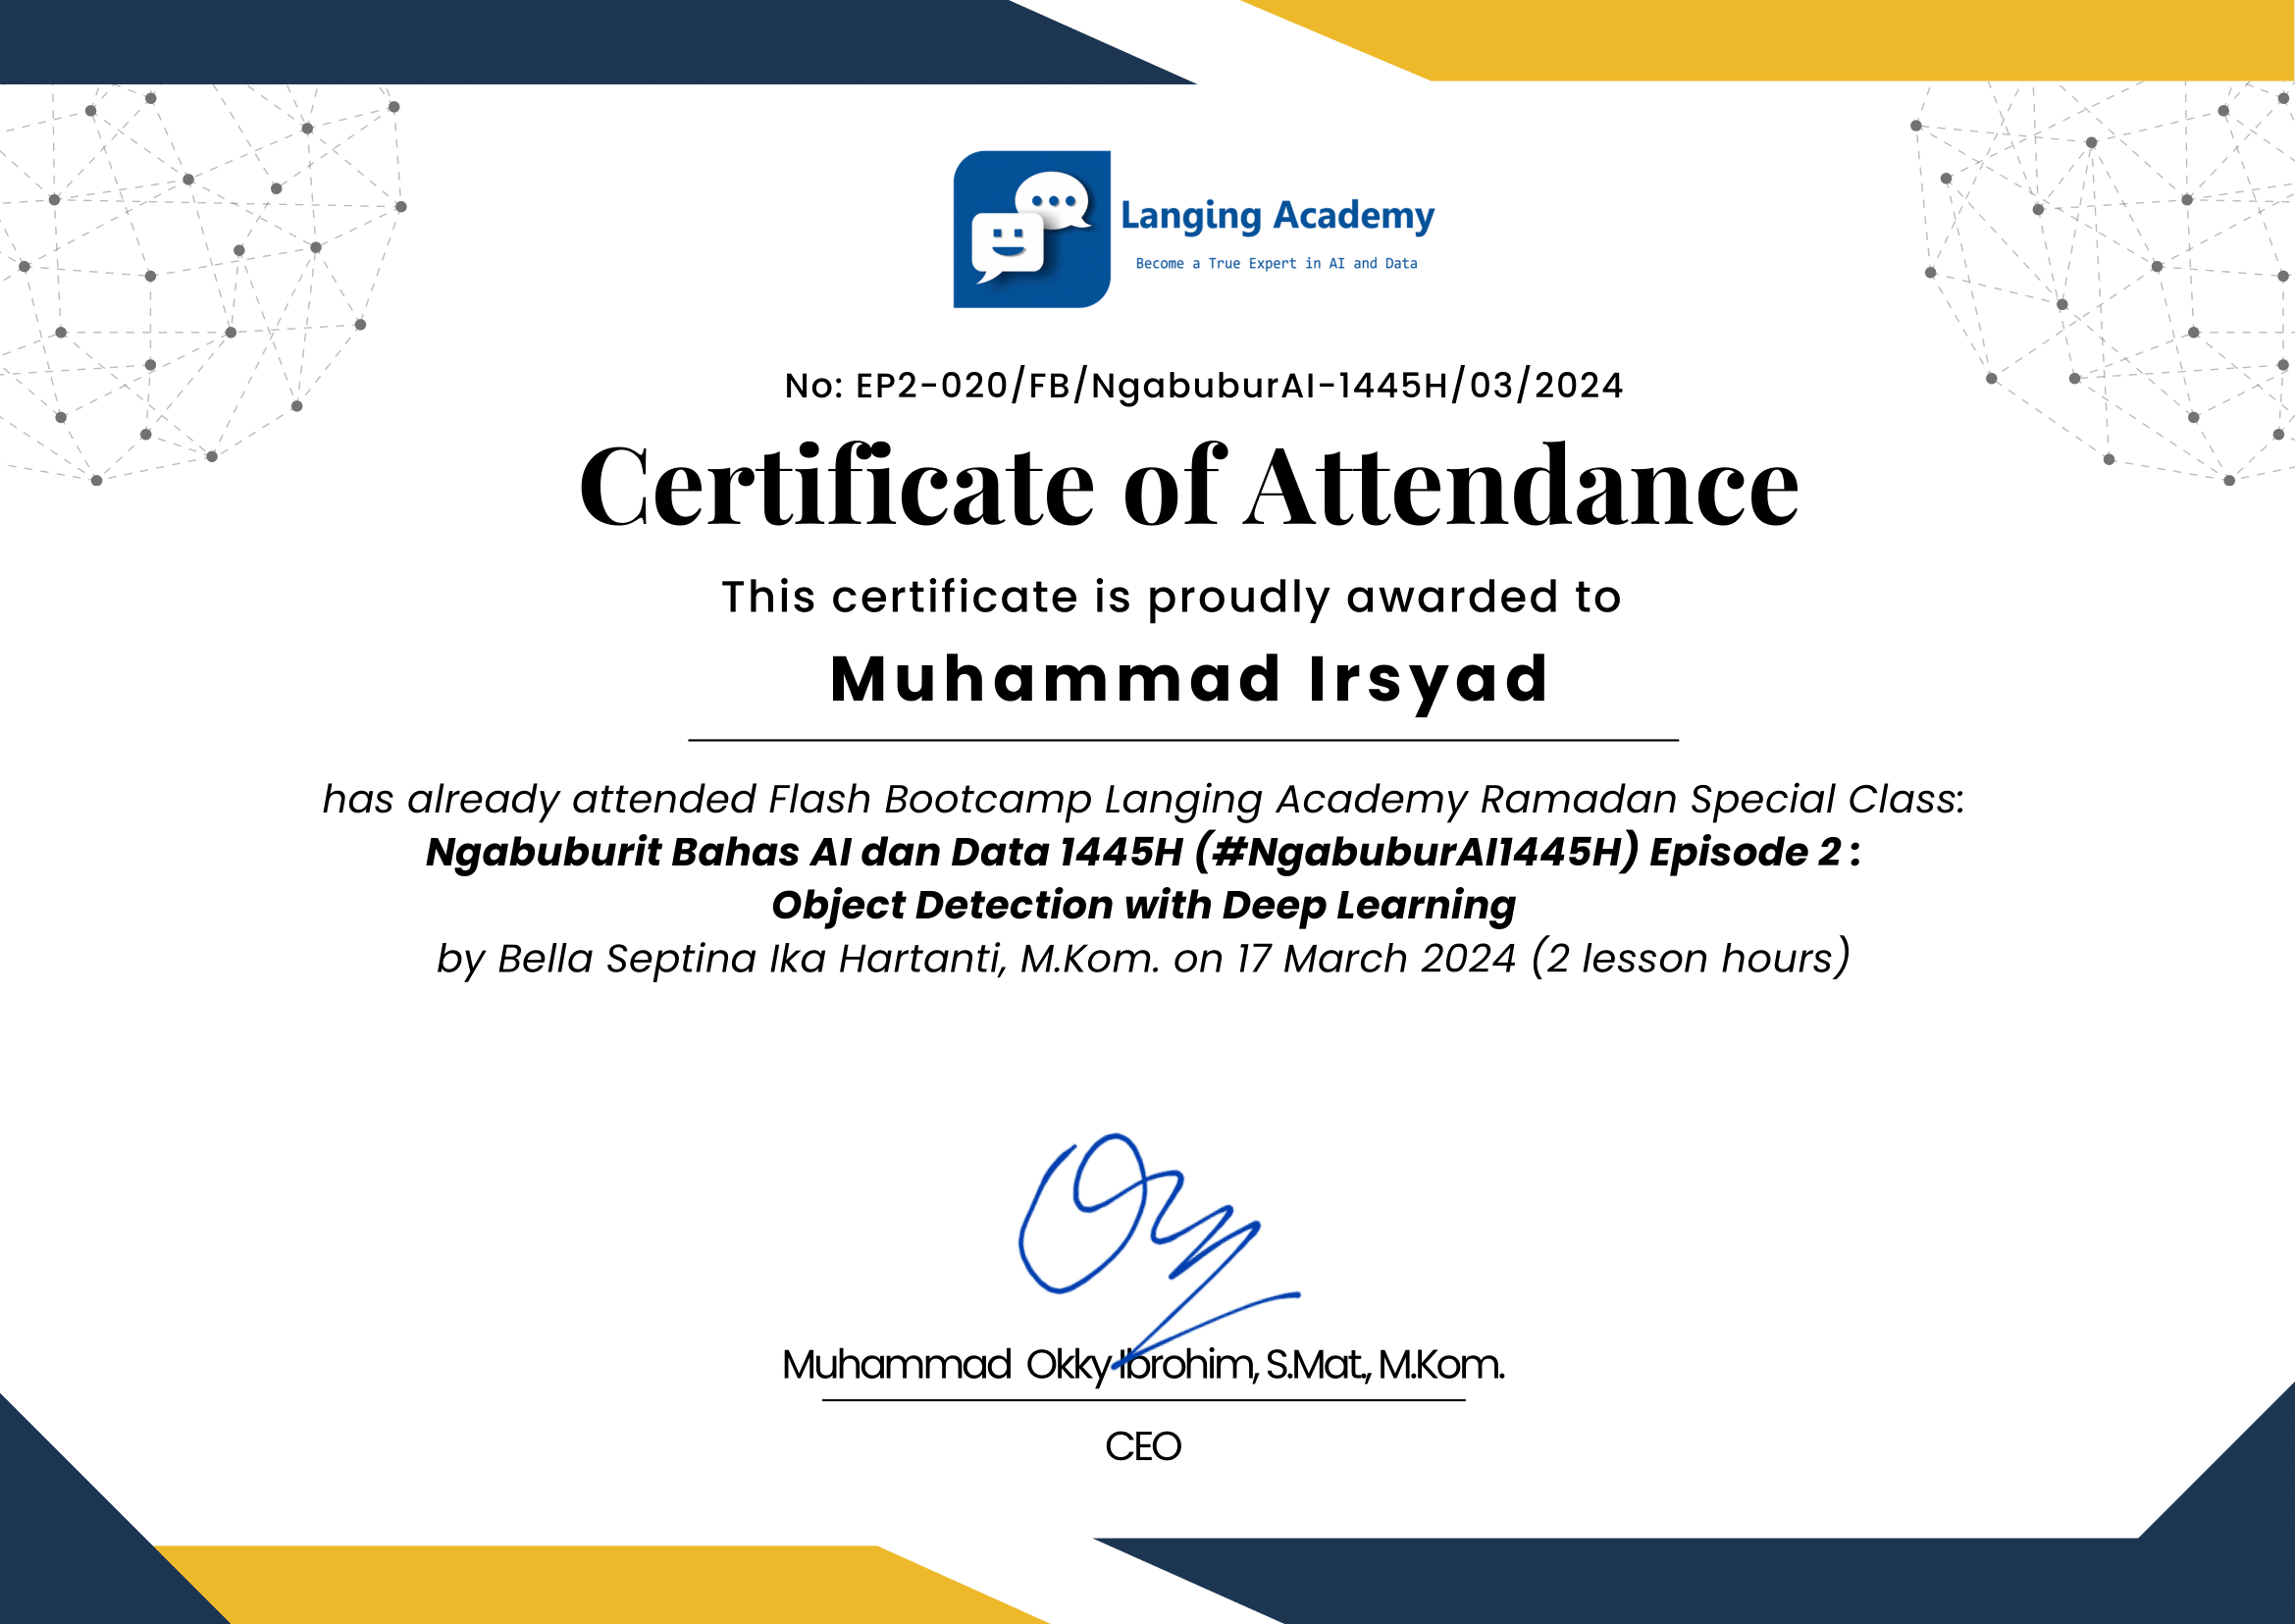 Langing Academy
Become a True Expert in AI and Data
No: EP2-020/FB/NgabuburAI-1445H/03/2024
Certificate of Attendance
This certificate is proudly awarded to
Muhammad Irsyad
has already attended Flash Bootcamp Langing Academy Ramadan Special Class:
Ngabuburit Bahas AI dan Data 1445H (#NgabuburAI1445H) Episode 2 :
Object Detection with Deep Learning
by Bella Septina Ika Hartanti, M.Kom. on 17 March 2024 (2 lesson hours)
Muhammad Okky Ibrohim, S.Mat., M.Kom.
CEO